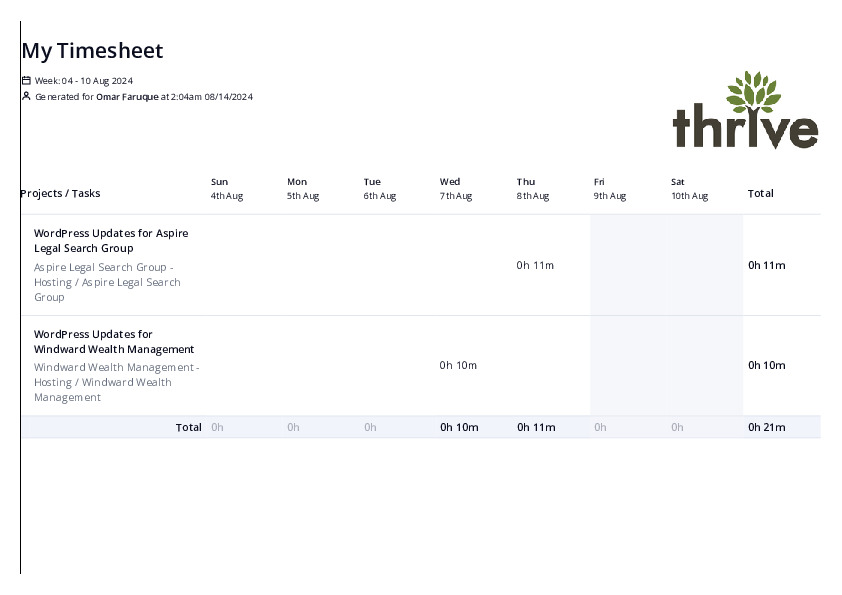 My Timesheet
Week: 04 - 10 Aug 2024
Generated for Omar Faruque at 2:04am 08/14/2024
thrive
Projects / Tasks
Sun 4th Aug
Mon 5th Aug
Tue 6th Aug
Wed 7th Aug
Thu 8th Aug
Fri 9th Aug
Sat 10th Aug
Total
WordPress Updates for Aspire
Legal Search Group
Aspire Legal Search Group -
Hosting / Aspire Legal Search
Group
0h 11m
0h 11m
WordPress Updates for
Windward Wealth Management
Windward Wealth Management -
Hosting / Windward Wealth
Management
0h 10m
0h 10m
Total 0h 0h 0h 0h 10m 0h 11m 0h 0h 0h 21m